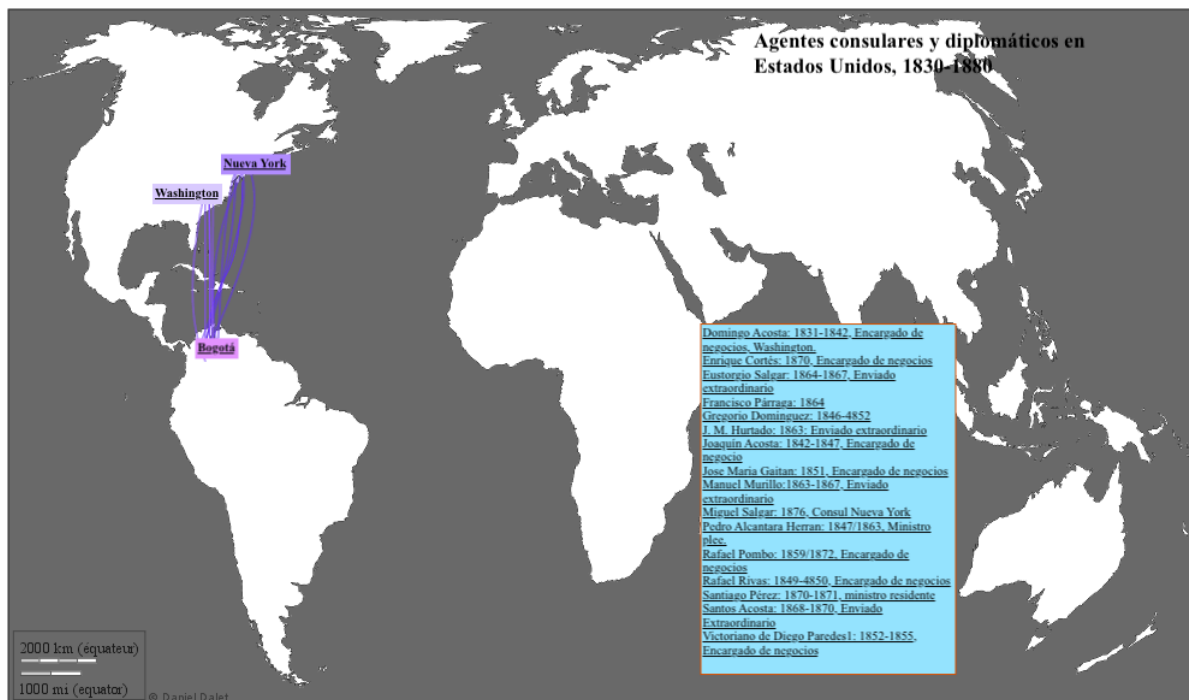 Agentes consulares y diplomáticos en
Estados Unidos, 1830-1880
Nueva York
Washington
Bogotá
Domingo Acosta: 1831-1842, Encargado de
negocios, Washington.
Enrique Cortés: 1870, Encargado de negocios
Eustorgio Salgar: 1864-1867, Enviado
extraordinario
Francisco Párraga: 1864
Gregorio Domínguez: 1846-4852
J. M. Hurtado: 1863: Enviado extraordinario
Joaquín Acosta: 1842-1847, Encargado de
negocio
Jose Maria Gaitan: 1851, Encargado de negocios
Manuel Murillo:1863-1867, Enviado
extraordinario
Miguel Salgar: 1876, Consul Nueva York
Pedro Alcantara Herran: 1847/1863, Ministro
plee.
Rafael Pombo: 1859/1872, Encargado de
negocios
Rafael Rivas: 1849-4850, Encargado de negocios
Santiago Pérez: 1870-1871, ministro residente
Santos Acosta: 1868-1870, Enviado
Extraordinario
Victoriano de Diego Paredes1: 1852-1855,
Encargado de negocios
2000 km (équateur)
1000 mi (equator)
© Daniel Dalet